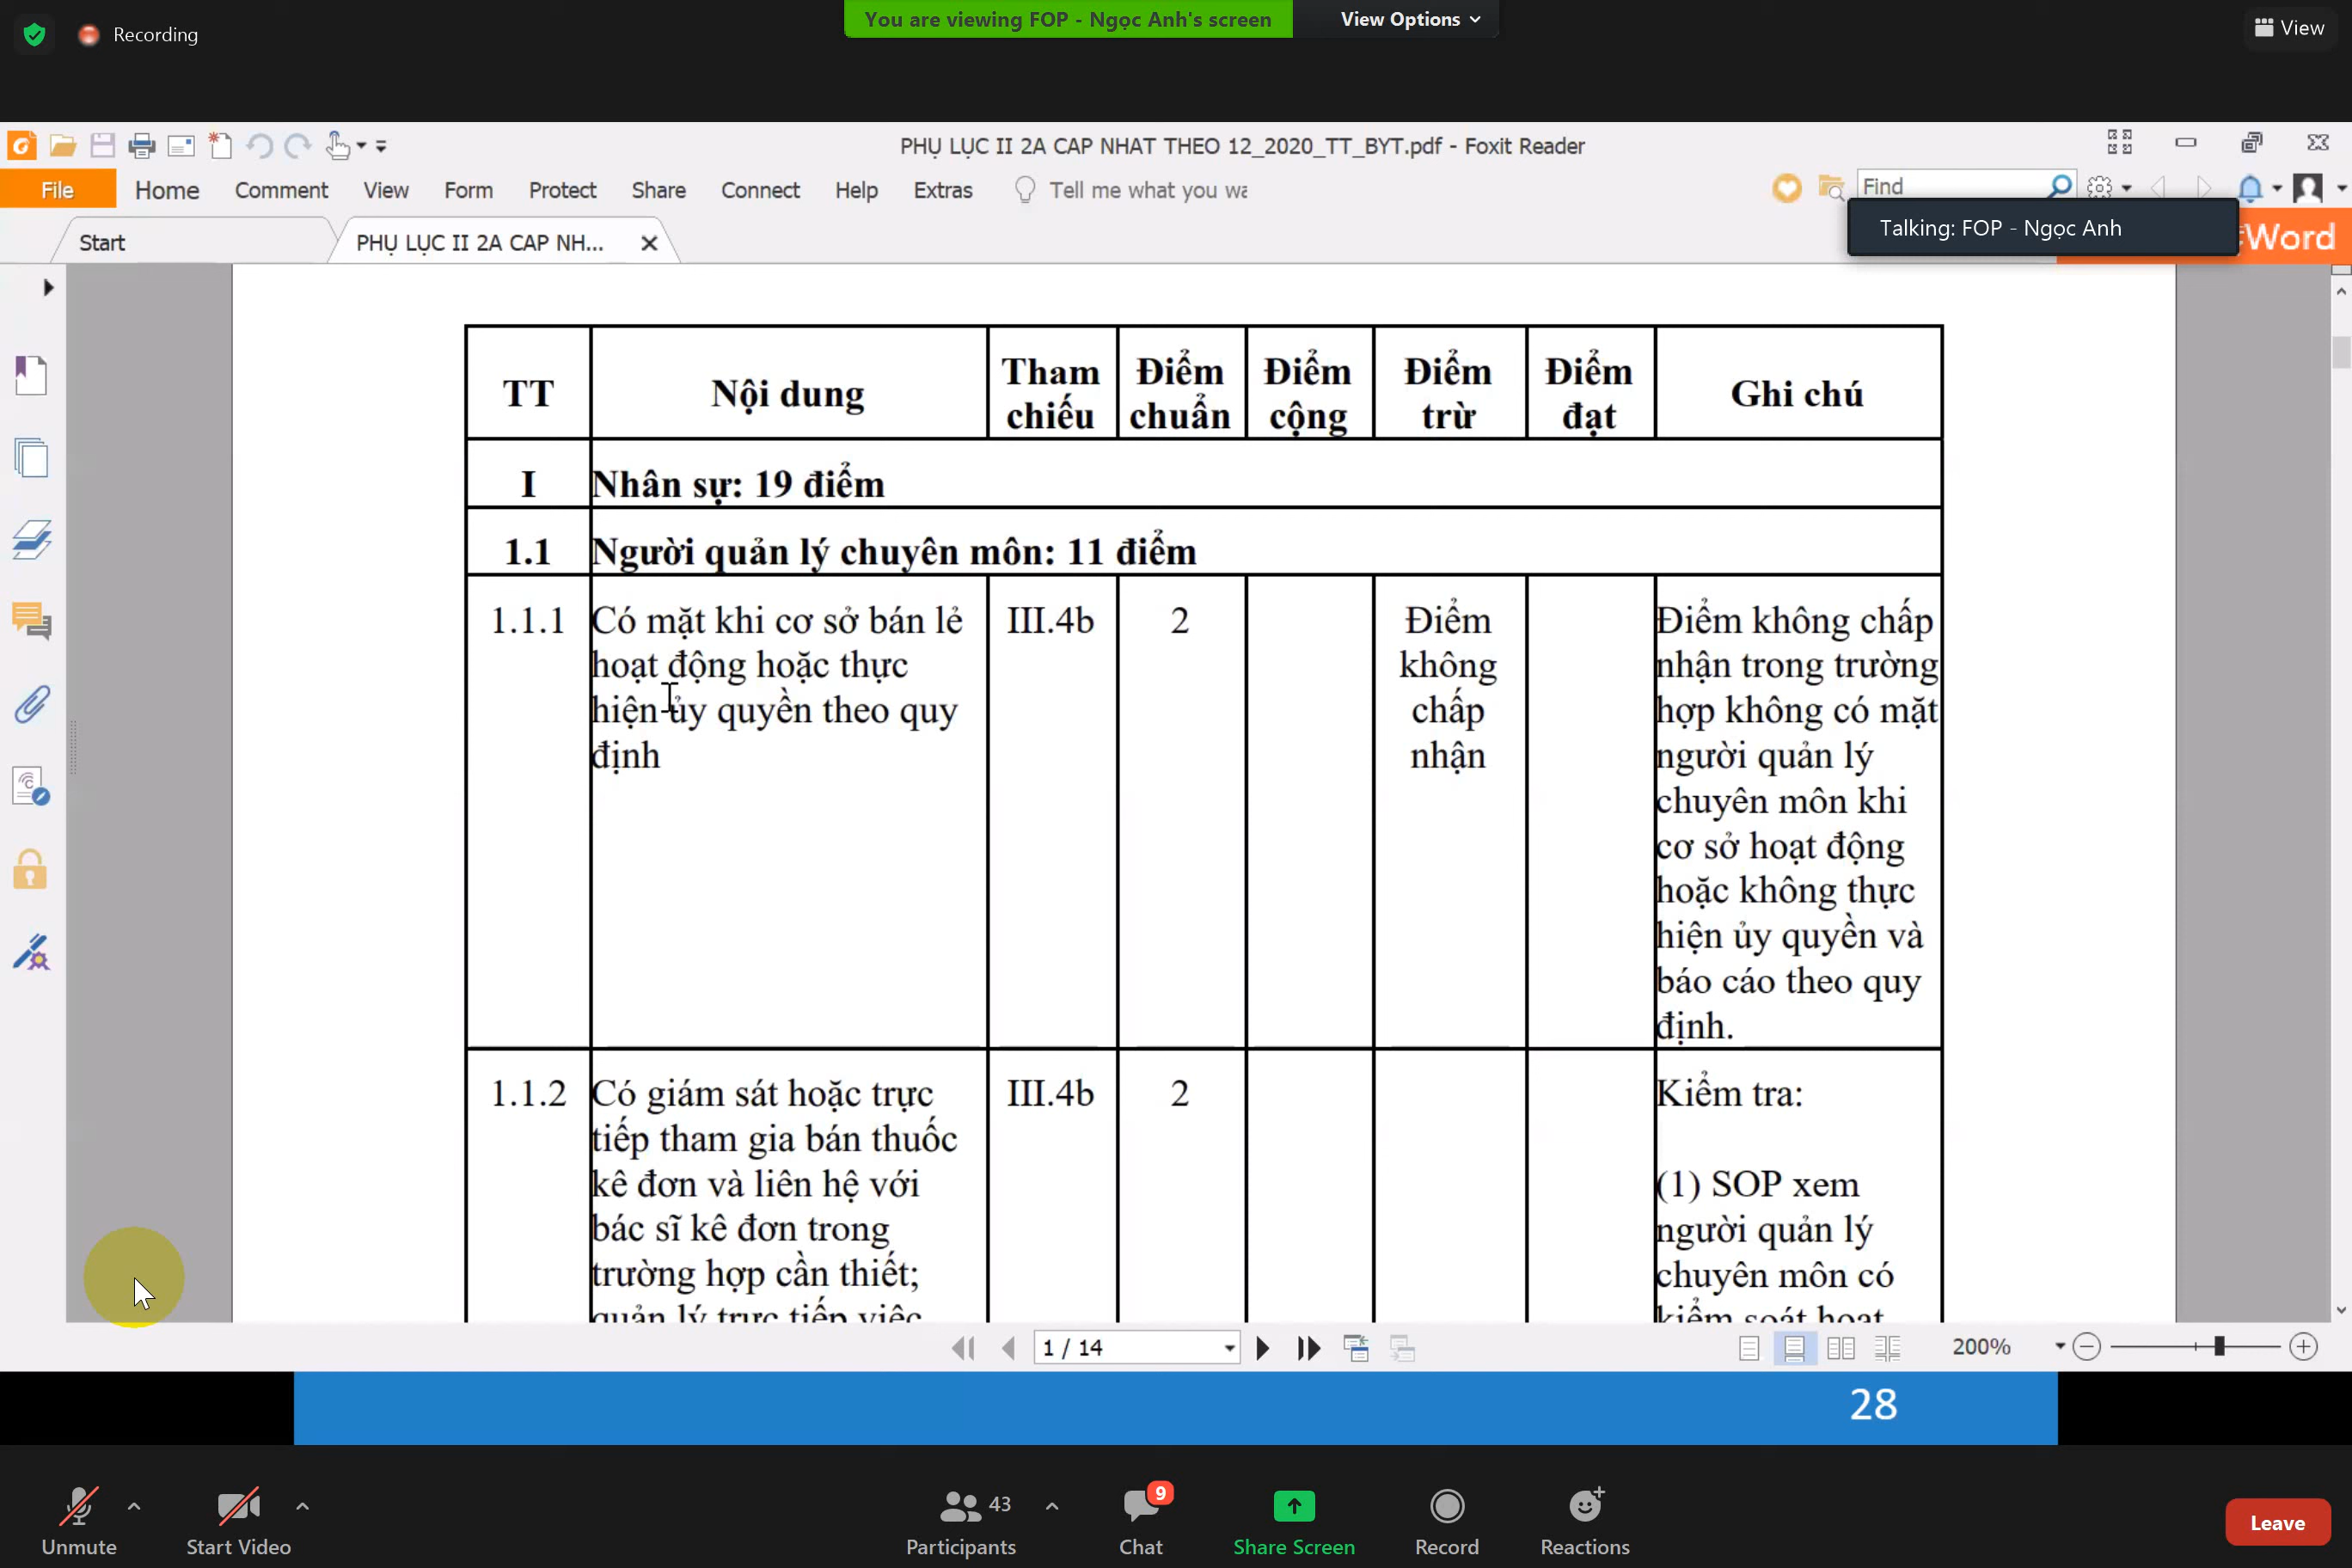 Recording
You are viewing FOP - Ngọc Anh's screen
View Options
View
PHỤ LỤC II 2A CAP NHAT THEO 12_2020_TT_BYT.pdf - Foxit Reader
File Home Comment View Form Protect Share Connect Help Extras Tell me what you wa
Find
Talking: FOP - Ngọc Anh
Word
Start
PHỤ LỤC II 2A CAP NH...
TT Nội dung Tham chiếu Điểm chuẩn Điểm cộng Điểm trừ Điểm đạt Ghi chú
I Nhân sự: 19 điểm
1.1 Người quản lý chuyên môn: 11 điểm
1.1.1
Có mặt khi cơ sở bán lẻ
hoạt động hoặc thực
hiện ủy quyền theo quy
định
III.4b
2
Điểm
không
chấp
nhận
Điểm không chấp
nhận trong trường
hợp không có mặt
người quản lý
chuyên môn khi
cơ sở hoạt động
hoặc không thực
hiện ủy quyền và
báo cáo theo quy
định.
1.1.2
Có giám sát hoặc trực
tiếp tham gia bán thuốc
kê đơn và liên hệ với
bác sĩ kê đơn trong
trường hợp cần thiết;
quản lý trực tiếp việc
III.4b
2
Kiểm tra:
(1) SOP xem
người quản lý
chuyên môn có
kiểm soát hoạt
1 / 14
200%
28
Unmute
Start Video
43
Participants
9
Chat
Share Screen
Record
Reactions
Leave